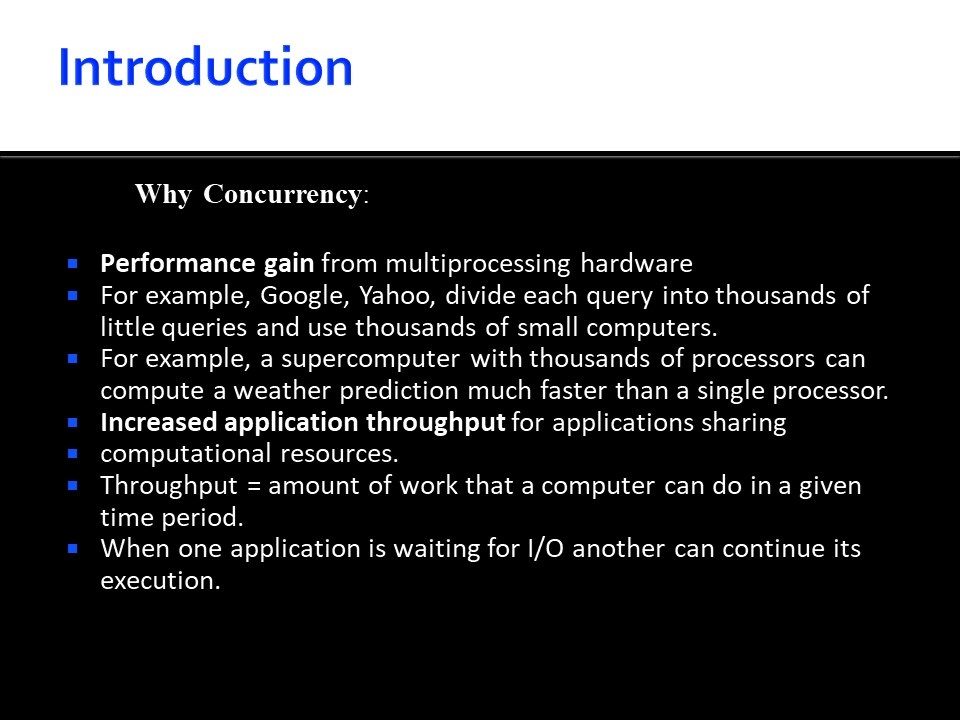 Introduction
Why Concurrency:
▪ Performance gain from multiprocessing hardware
▪ For example, Google, Yahoo, divide each query into thousands of
little queries and use thousands of small computers.
▪ For example, a supercomputer with thousands of processors can
compute a weather prediction much faster than a single processor.
▪ Increased application throughput for applications sharing
▪ computational resources.
▪ Throughput = amount of work that a computer can do in a given
time period.
▪ When one application is waiting for I/O another can continue its
execution.